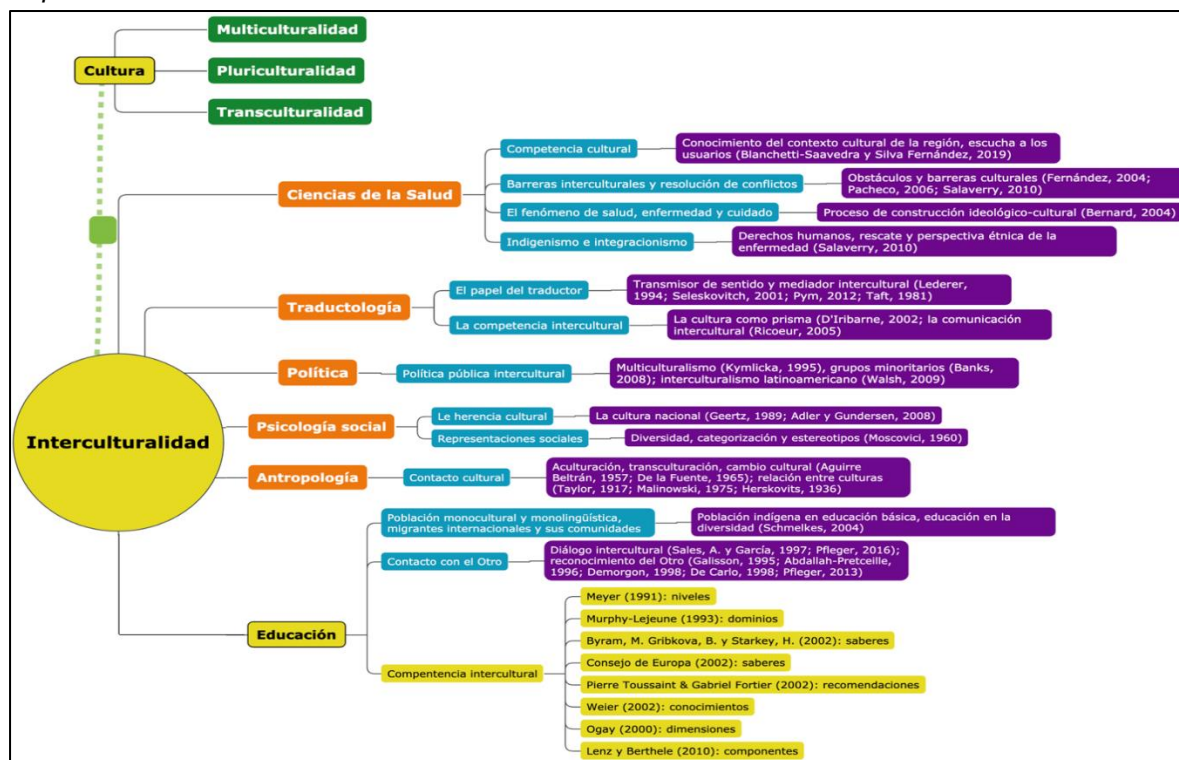 Multiculturalidad
Cultura
Pluriculturalidad
Transculturalidad
Interculturalidad
Ciencias de la Salud
Competencia cultural
Conocimiento del contexto cultural de la región, escucha a los
usuarios (Blanchetti-Saavedra y Silva Fernández, 2019)
Barreras interculturales y resolución de conflictos
Obstáculos y barreras culturales (Fernández, 2004;
Pacheco, 2006; Salaverry, 2010)
El fenómeno de salud, enfermedad y cuidado
Proceso de construcción ideológico-cultural (Bernard, 2004)
Indigenismo e integracionismo
Derechos humanos, rescate y perspectiva étnica de la
enfermedad (Salaverry, 2010)
Traductología
El papel del traductor
Transmisor de sentido y mediador intercultural (Lederer,
1994; Seleskovitch, 2001; Pym, 2012; Taft, 1981)
La competencia intercultural
La cultura como prisma (D'Iribarne, 2002; la comunicación
intercultural (Ricoeur, 2005)
Política
Política pública intercultural
Multiculturalismo (Kymlicka, 1995), grupos minoritarios (Banks,
2008); interculturalismo latinoamericano (Walsh, 2009)
Psicología social
Le herencia cultural
La cultura nacional (Geertz, 1989; Adler y Gundersen, 2008)
Representaciones sociales
Diversidad, categorización y estereotipos (Moscovici, 1960)
Antropología
Contacto cultural
Aculturación, transculturación, cambio cultural (Aguirre
Beltrán, 1957; De la Fuente, 1965); relación entre culturas
(Taylor, 1917; Malinowski, 1975; Herskovits, 1936)
Educación
Población monocultural y monolingüística,
migrantes internacionales y sus comunidades
Población indígena en educación básica, educación en la
diversidad (Schmelkes, 2004)
Contacto con el Otro
Diálogo intercultural (Sales, A. y García, 1997; Pfleger, 2016);
reconocimiento del Otro (Galisson, 1995; Abdallah-Pretceille,
1996; Demorgon, 1998; De Carlo, 1998; Pfleger, 2013)
Compentencia intercultural
Meyer (1991): niveles
Murphy-Lejeune (1993): dominios
Byram, M. Gribkova, B. y Starkey, H. (2002): saberes
Consejo de Europa (2002): saberes
Pierre Toussaint & Gabriel Fortier (2002): recomendaciones
Weier (2002): conocimientos
Ogay (2000): dimensiones
Lenz y Berthele (2010): componentes